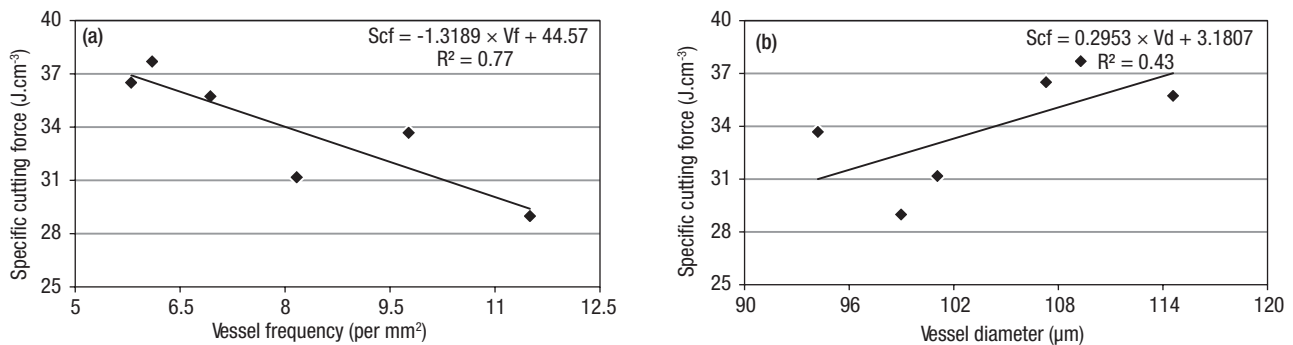 (a)
Scf = -1.3189 × Vf + 44.57
R² = 0.77
Specific cutting force (J.cm⁻³)
40
37
34
31
28
25
5 6.5 8 9.5 11 12.5
Vessel frequency (per mm²)
(b)
Scf = 0.2953 × Vd + 3.1807
R² = 0.43
Specific cutting force (J.cm⁻³)
40
37
34
31
28
25
90 96 102 108 114 120
Vessel diameter (µm)